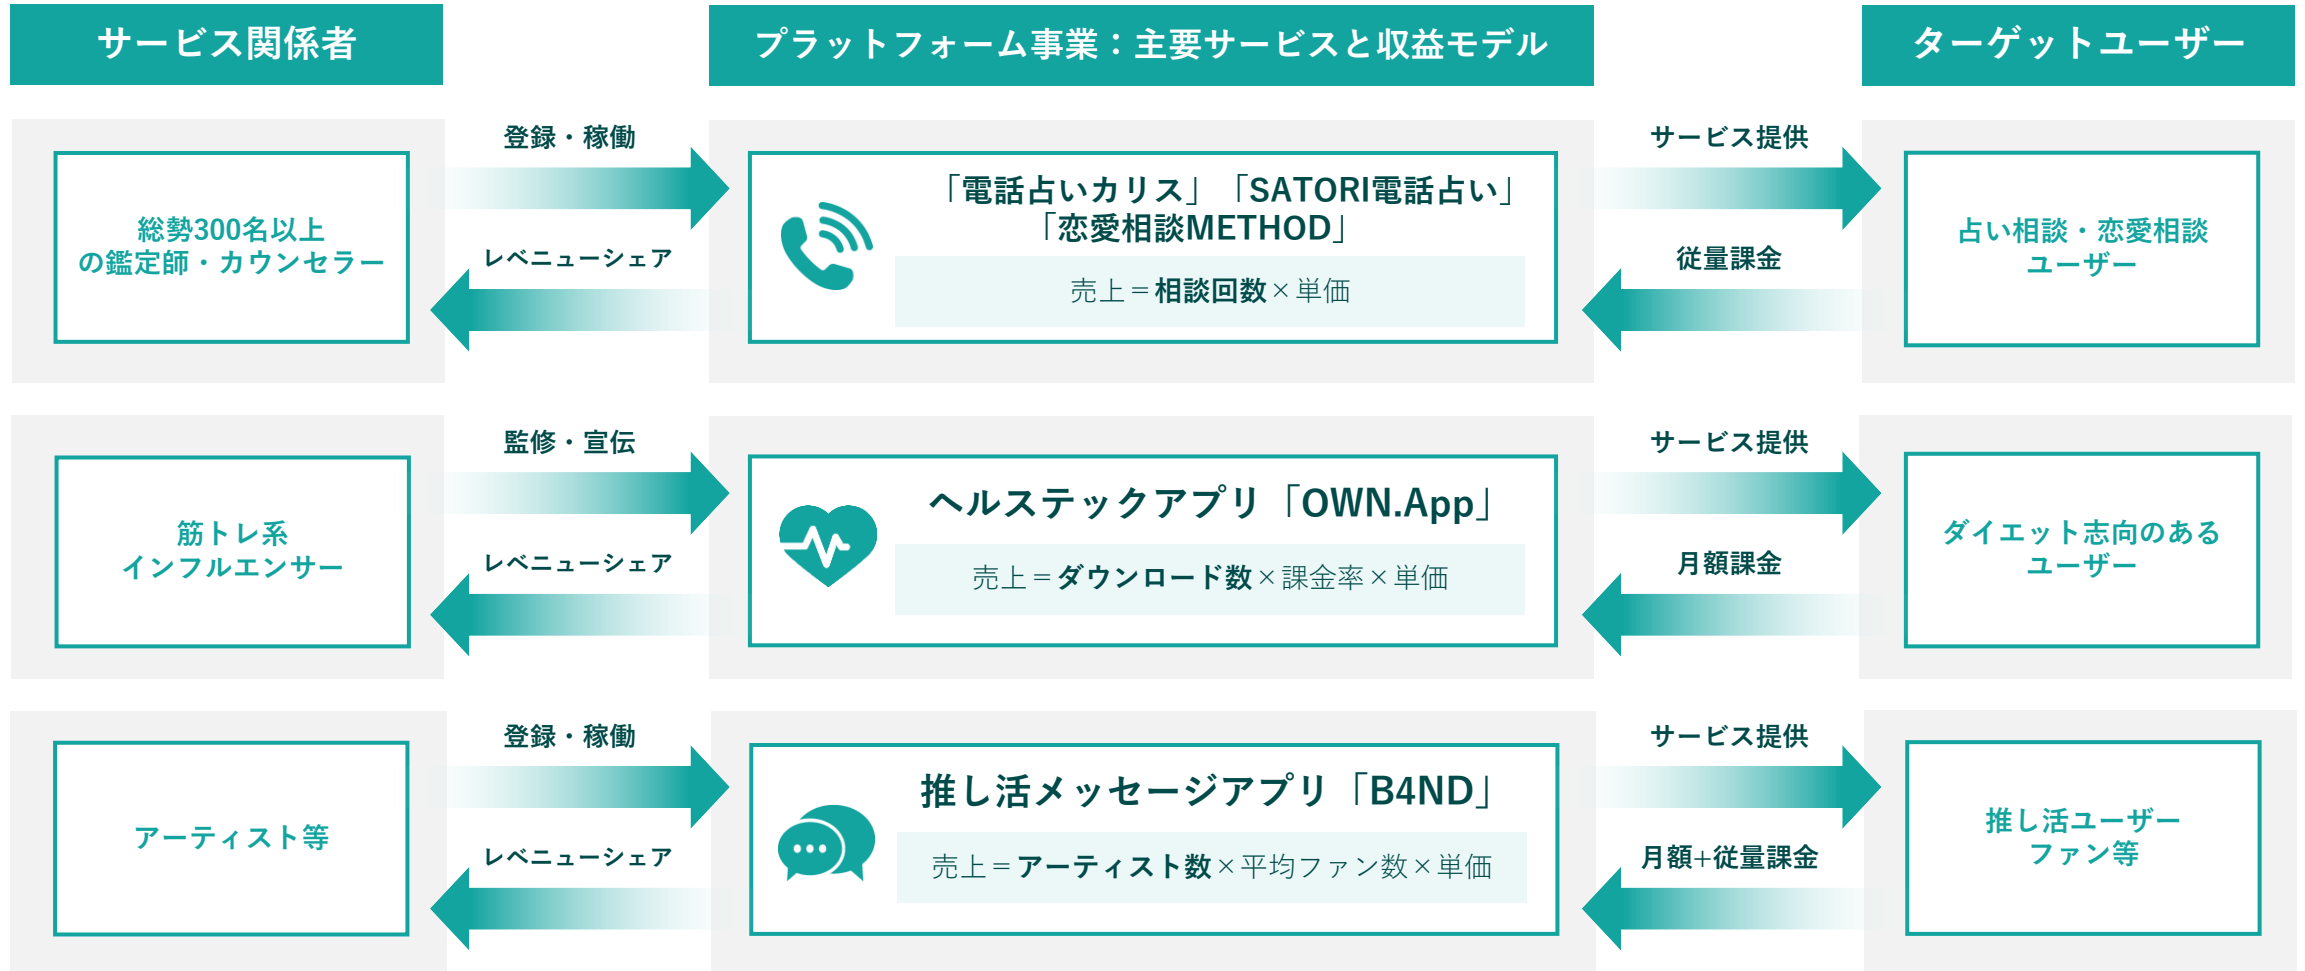 サービス関係者
プラットフォーム事業：主要サービスと収益モデル
ターゲットユーザー
総勢300名以上
の鑑定師・カウンセラー
登録・稼働
レベニューシェア
「電話占いカリス」「SATORI電話占い」
「恋愛相談METHOD」
売上＝相談回数×単価
サービス提供
従量課金
占い相談・恋愛相談
ユーザー
筋トレ系
インフルエンサー
監修・宣伝
レベニューシェア
ヘルステックアプリ「OWN.App」
売上＝ダウンロード数×課金率×単価
サービス提供
月額課金
ダイエット志向のある
ユーザー
アーティスト等
登録・稼働
レベニューシェア
推し活メッセージアプリ「B4ND」
売上＝アーティスト数×平均ファン数×単価
サービス提供
月額+従量課金
推し活ユーザー
ファン等